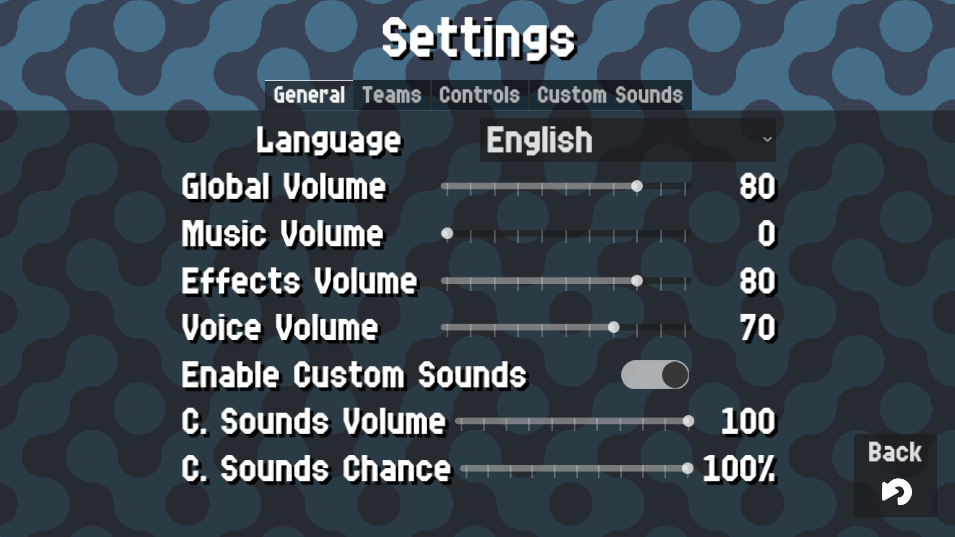 Settings
General Teams Controls Custom Sounds
Language English
Global Volume 80
Music Volume 0
Effects Volume 80
Voice Volume 70
Enable Custom Sounds
C. Sounds Volume 100
C. Sounds Chance 100%
Back